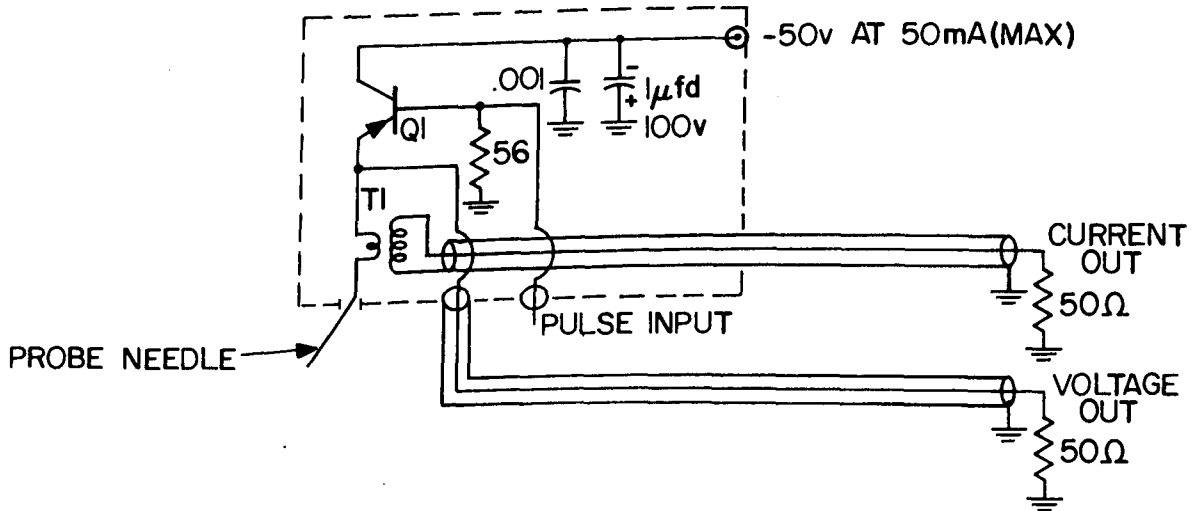 -50v AT 50mA(MAX)
.001
-
+
1µfd
100v
Q1
56
T1
CURRENT
OUT
50Ω
PULSE INPUT
PROBE NEEDLE
VOLTAGE
OUT
50Ω